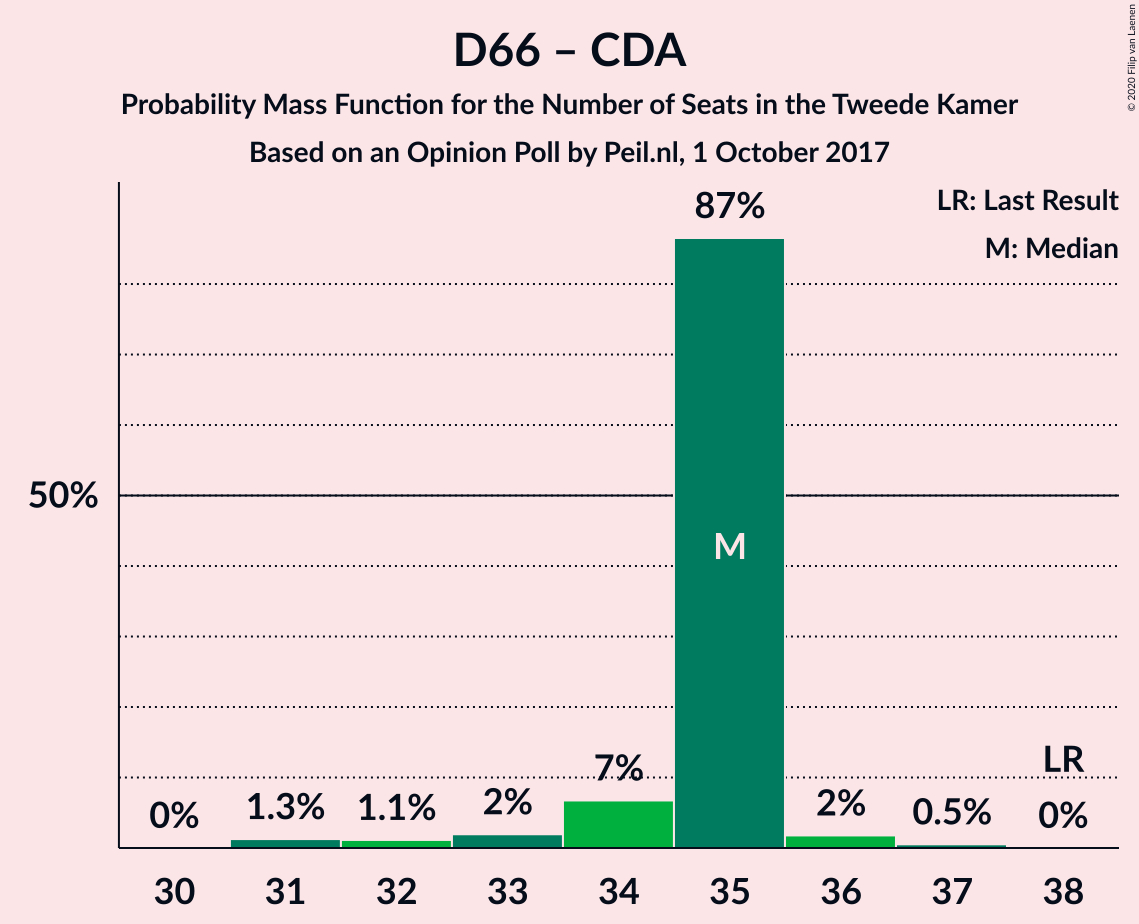 D66 – CDA
Probability Mass Function for the Number of Seats in the Tweede Kamer
Based on an Opinion Poll by Peil.nl, 1 October 2017
© 2020 Filip van Laenen
LR: Last Result
M: Median
87%
50%
M
LR
7%
0%
1.3%
1.1%
2%
2%
0.5%
0%
30 31 32 33 34 35 36 37 38